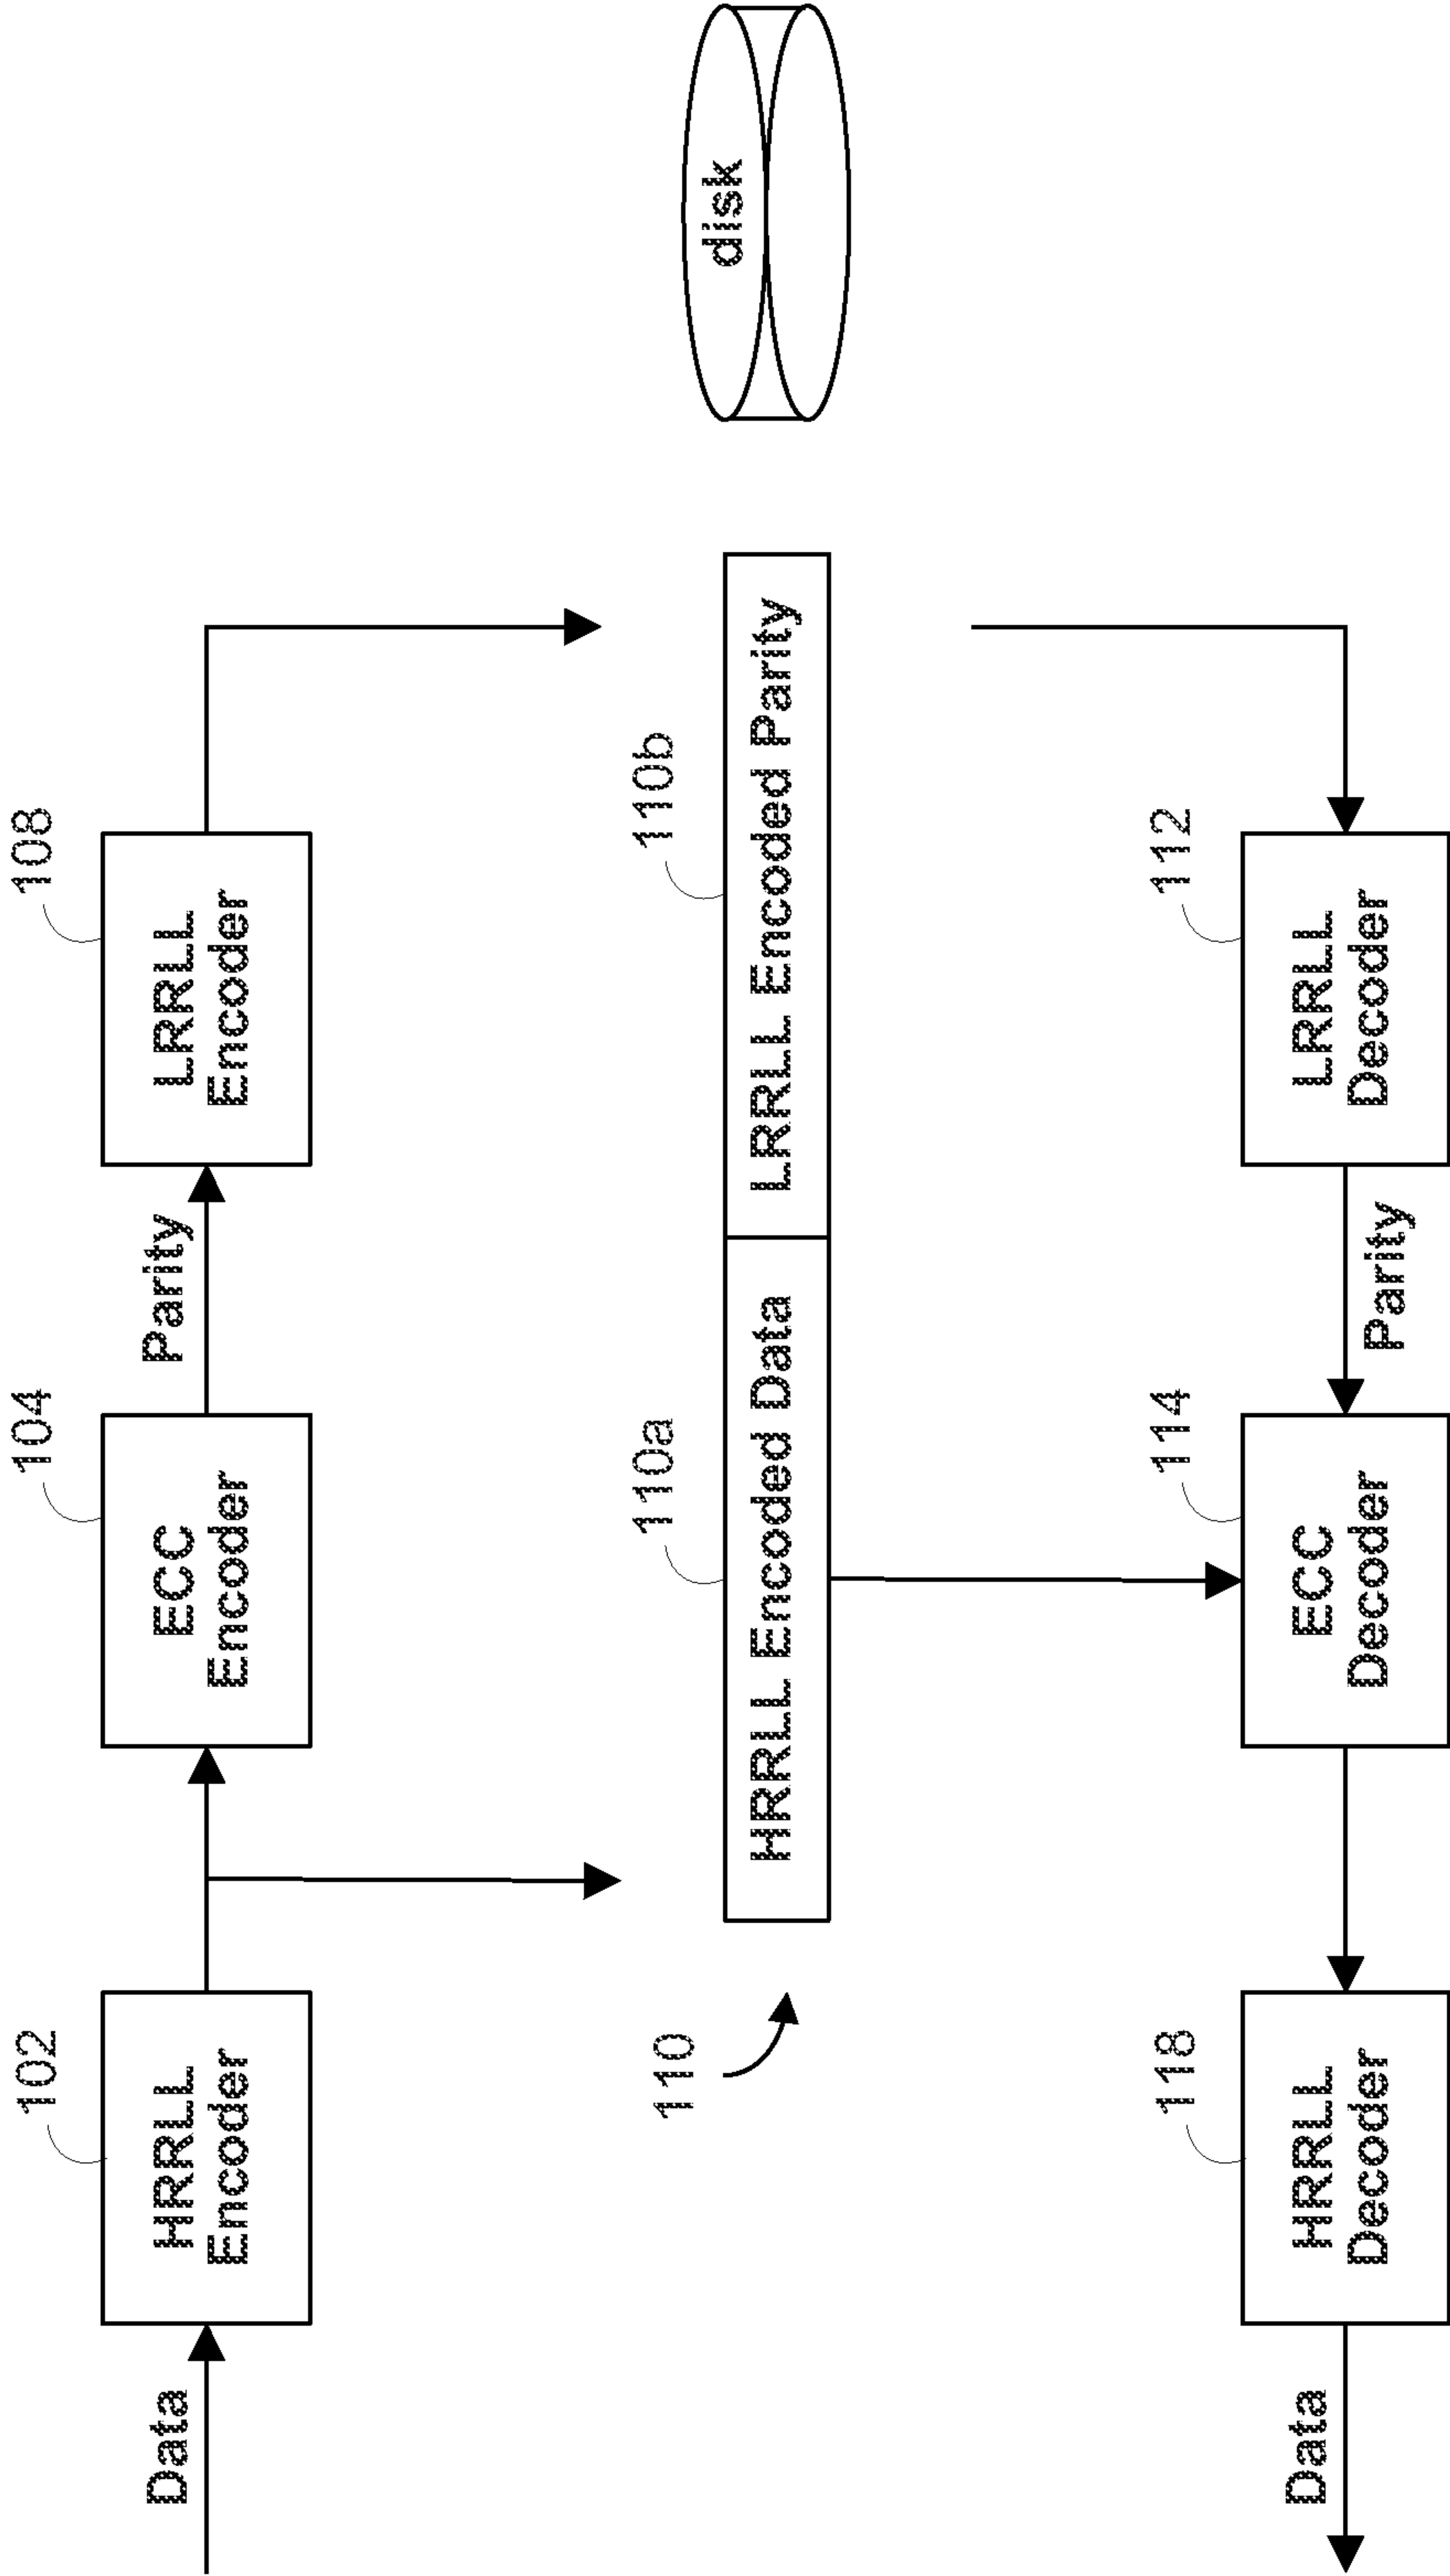 102
104
108
Data
HRRLL
Encoder
ECC
Encoder
Parity
LRRLL
Encoder
110
110a
110b
HRRLL Encoded Data
LRRLL Encoded Parity
disk
118
114
112
Data
HRRLL
Decoder
ECC
Decoder
Parity
LRRLL
Decoder